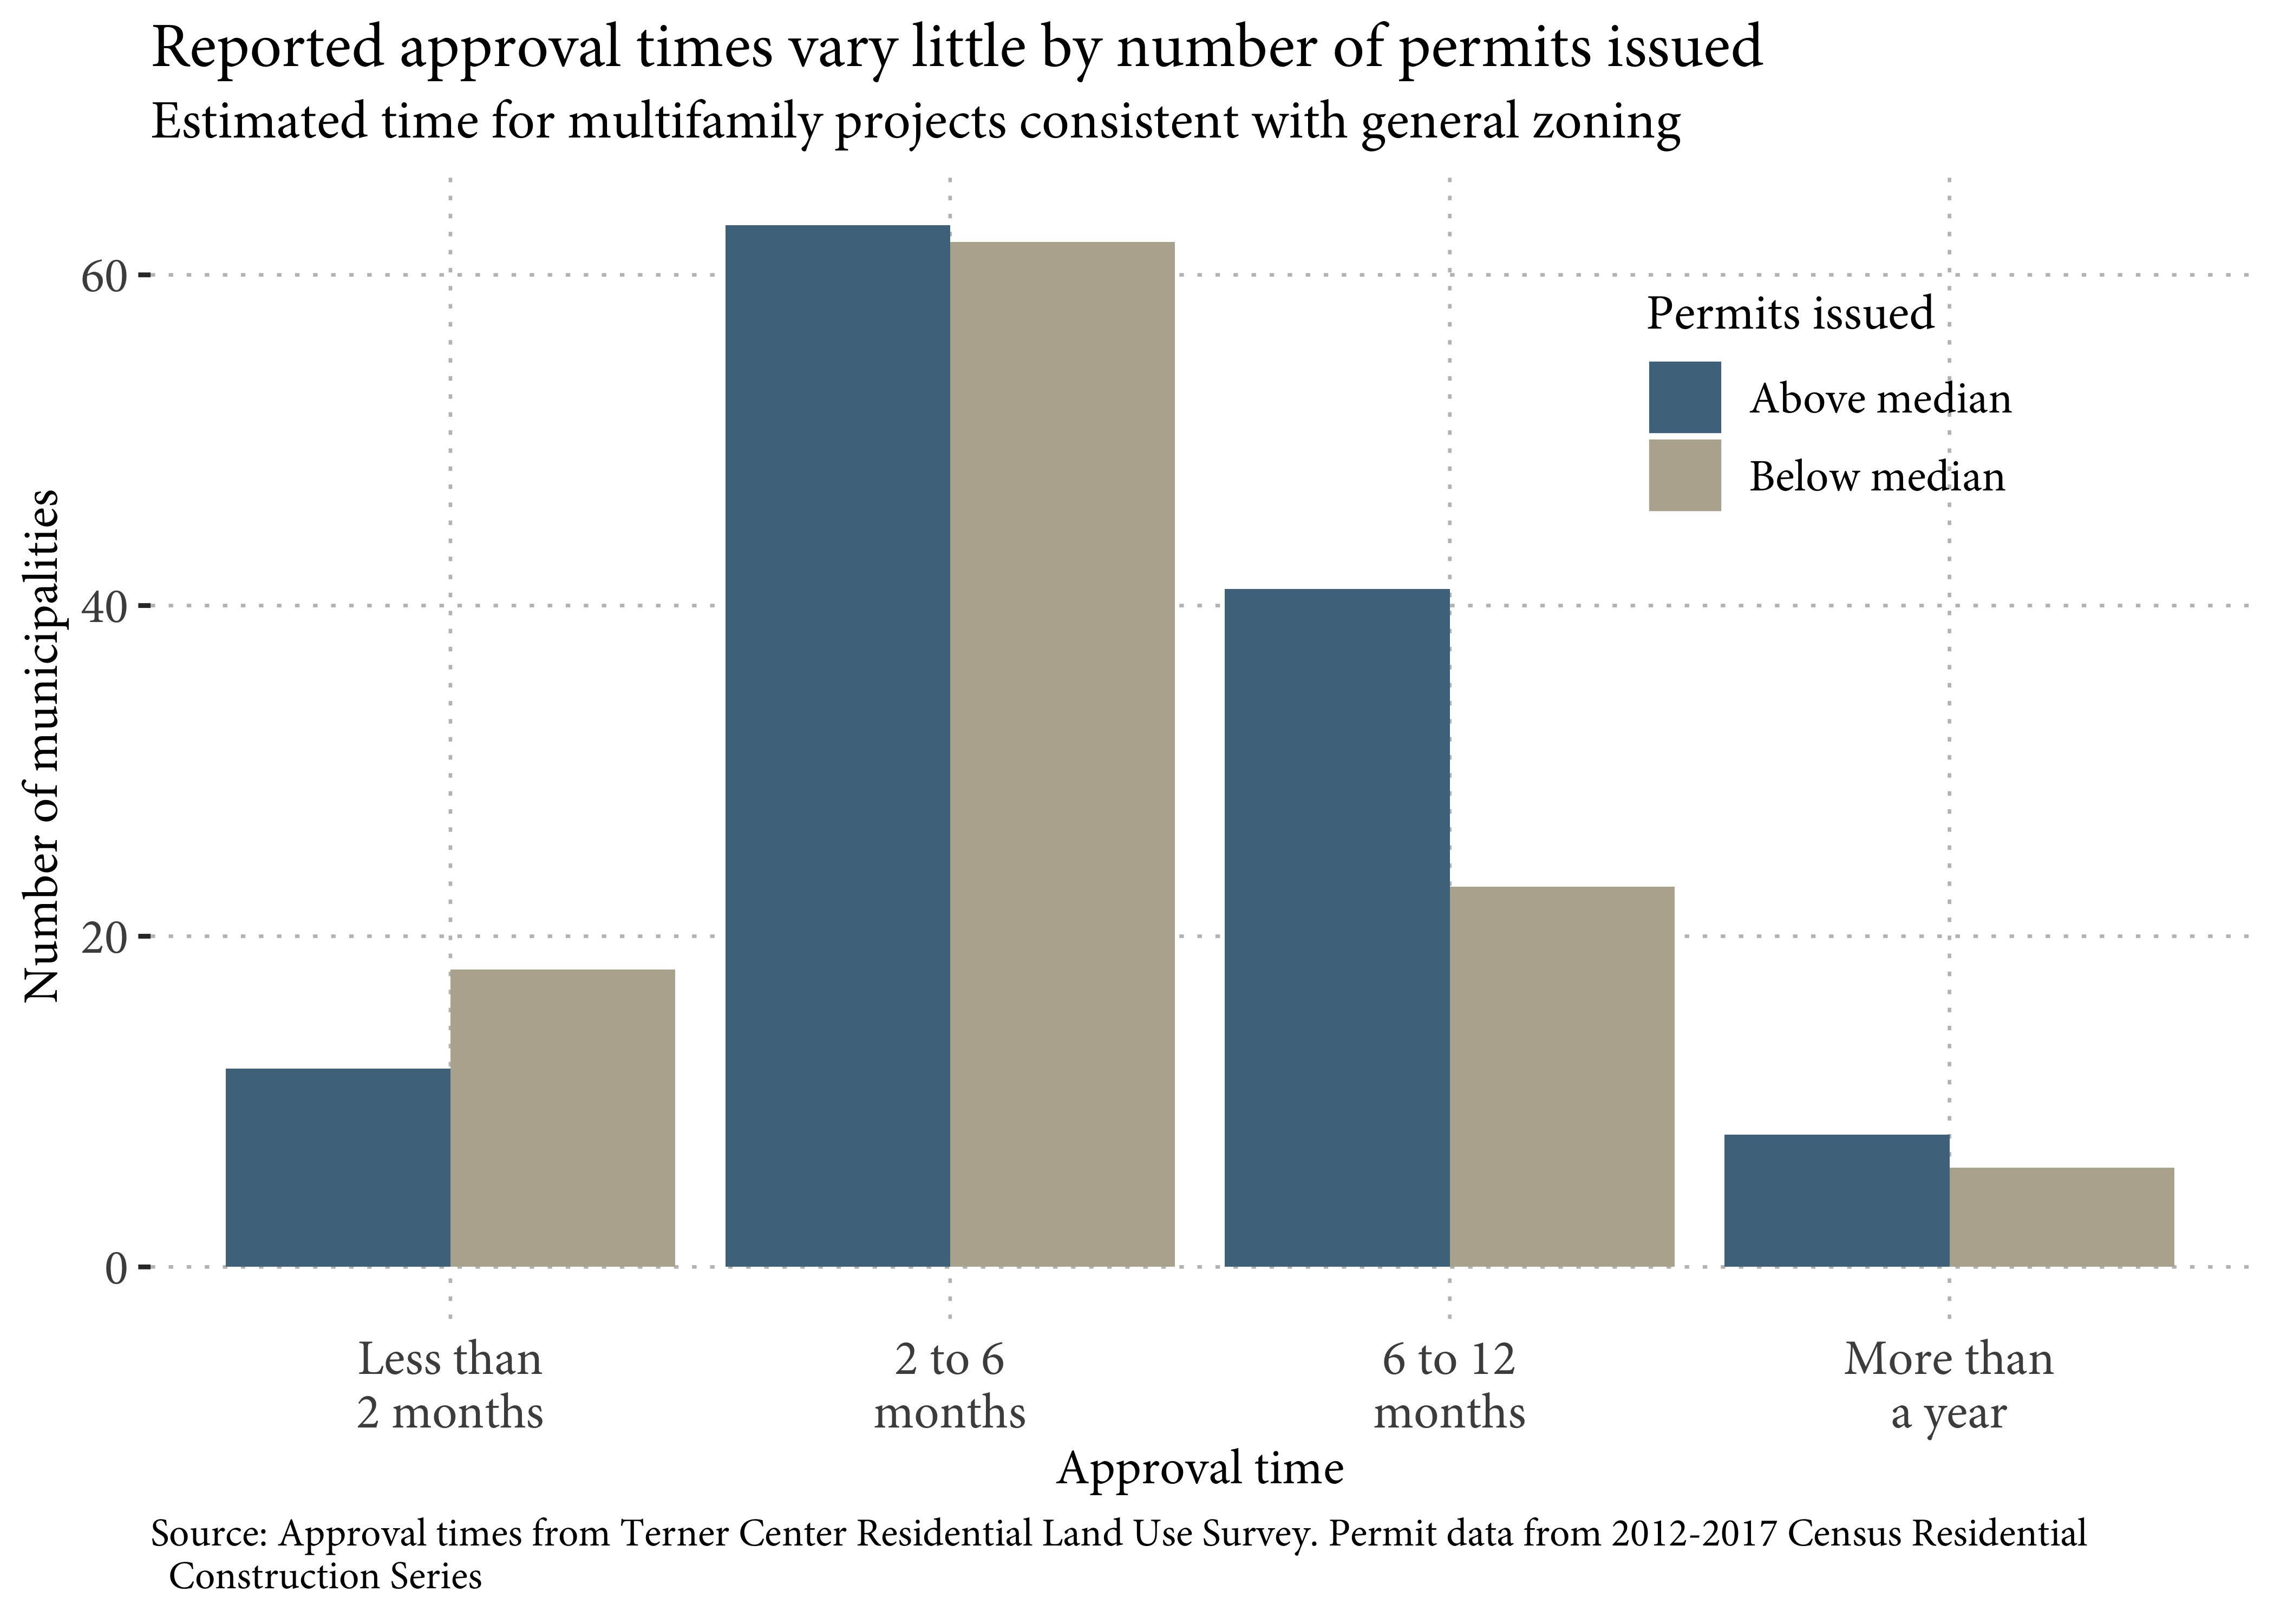 Reported approval times vary little by number of permits issued
Estimated time for multifamily projects consistent with general zoning
Number of municipalities
60
40
20
0
Permits issued
Above median
Below median
Less than
2 months
2 to 6
months
6 to 12
months
More than
a year
Approval time
Source: Approval times from Terner Center Residential Land Use Survey. Permit data from 2012-2017 Census Residential
Construction Series